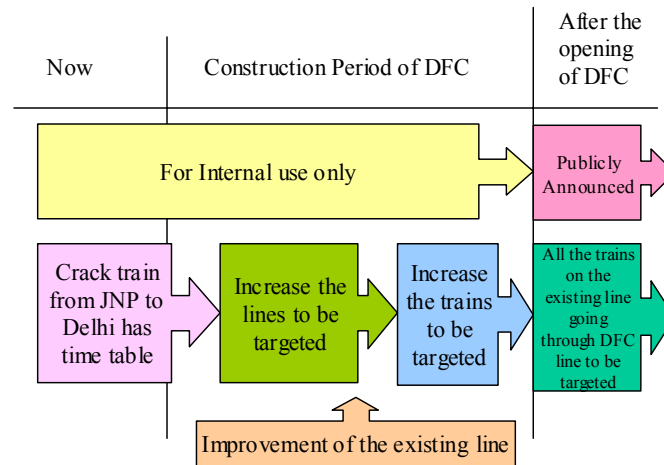 Now
Construction Period of DFC
After the
opening
of DFC
For Internal use only
Publicly
Announced
Crack train
from JNP to
Delhi has
time table
Increase the
lines to be
targeted
Increase
the trains
to be
targeted
All the trains
on the
existing line
going
through DFC
line to be
targeted
Improvement of the existing line